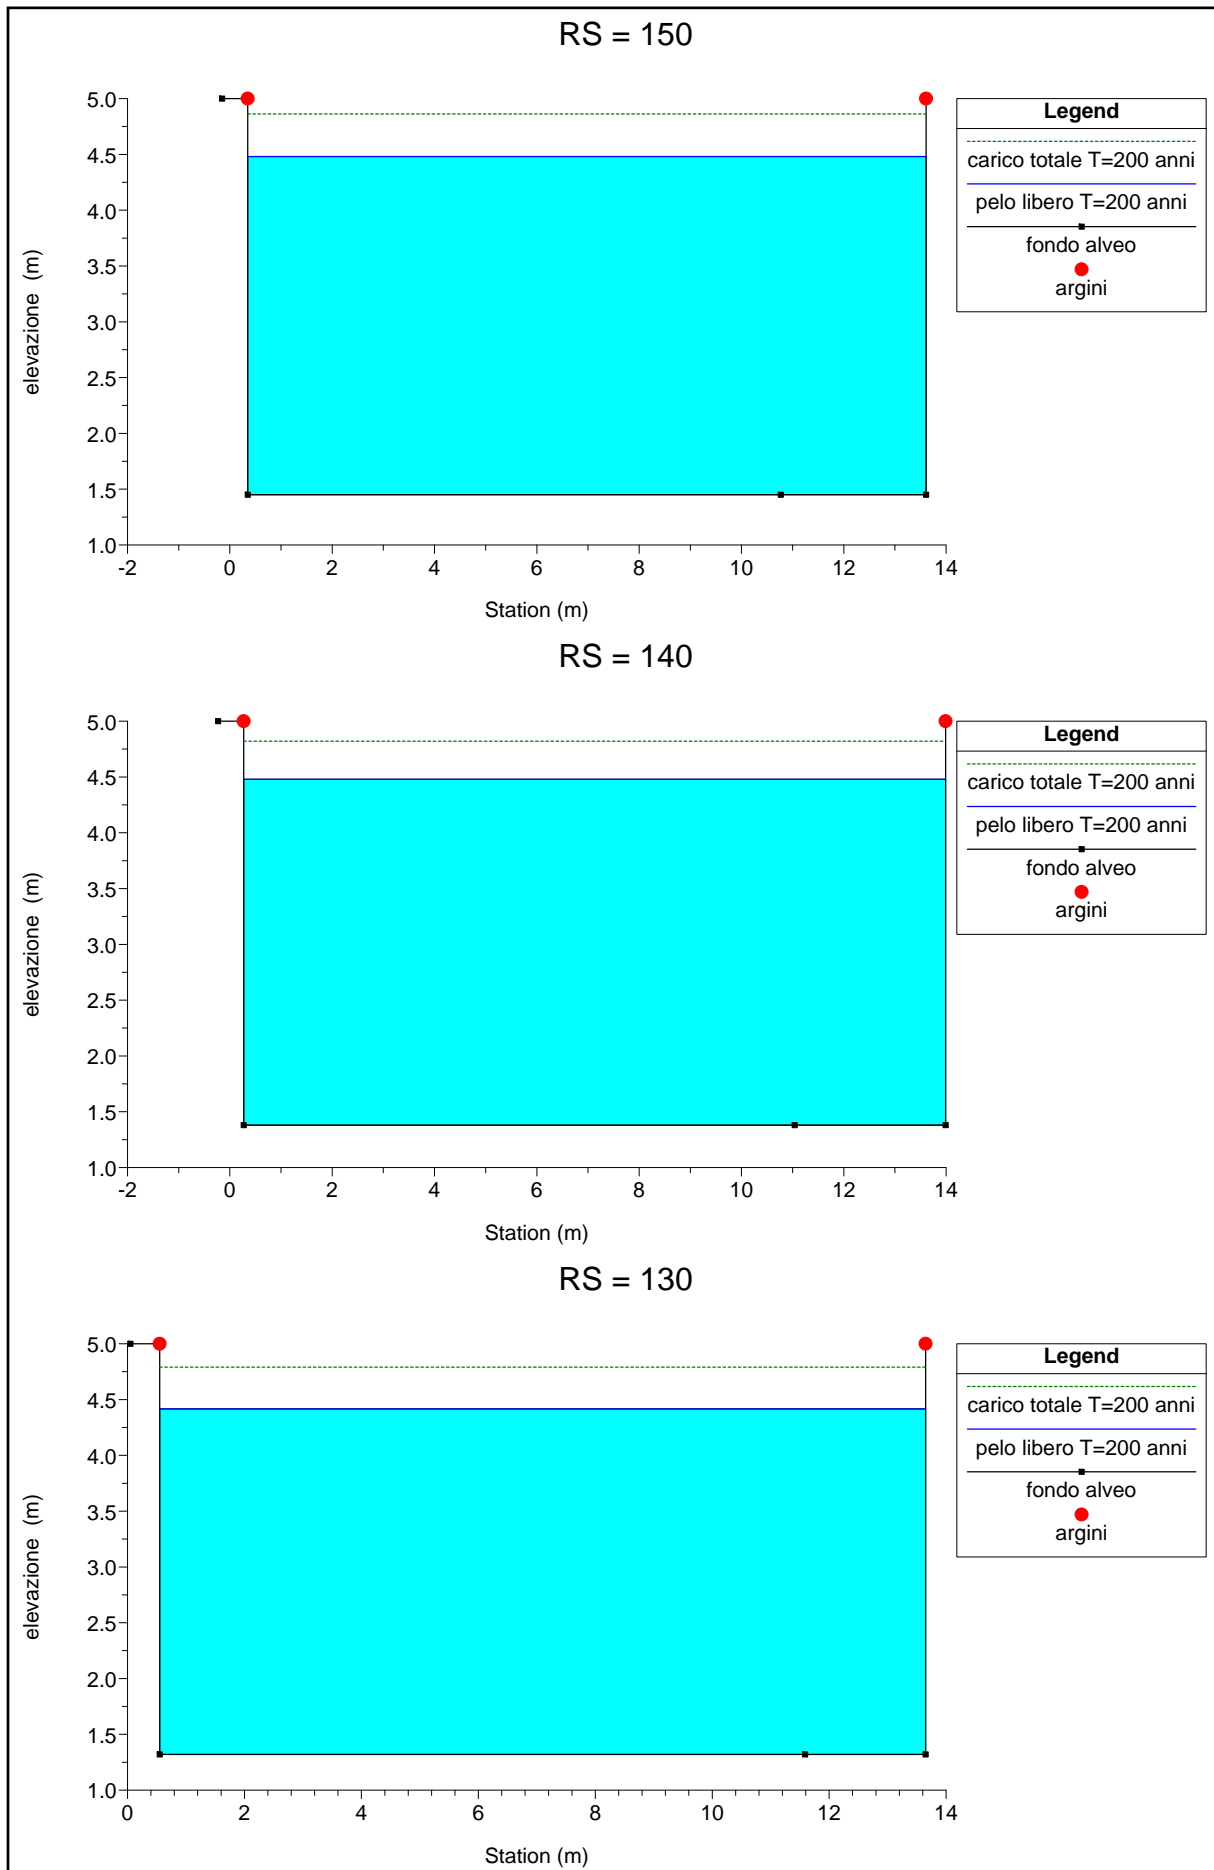 RS = 150
5.0
4.5
4.0
3.5
3.0
2.5
2.0
1.5
1.0
elevazione (m)
-2 0 2 4 6 8 10 12 14
Station (m)
Legend
carico totale T=200 anni
pelo libero T=200 anni
fondo alveo
argini
RS = 140
5.0
4.5
4.0
3.5
3.0
2.5
2.0
1.5
1.0
elevazione (m)
-2 0 2 4 6 8 10 12 14
Station (m)
Legend
carico totale T=200 anni
pelo libero T=200 anni
fondo alveo
argini
RS = 130
5.0
4.5
4.0
3.5
3.0
2.5
2.0
1.5
1.0
elevazione (m)
0 2 4 6 8 10 12 14
Station (m)
Legend
carico totale T=200 anni
pelo libero T=200 anni
fondo alveo
argini